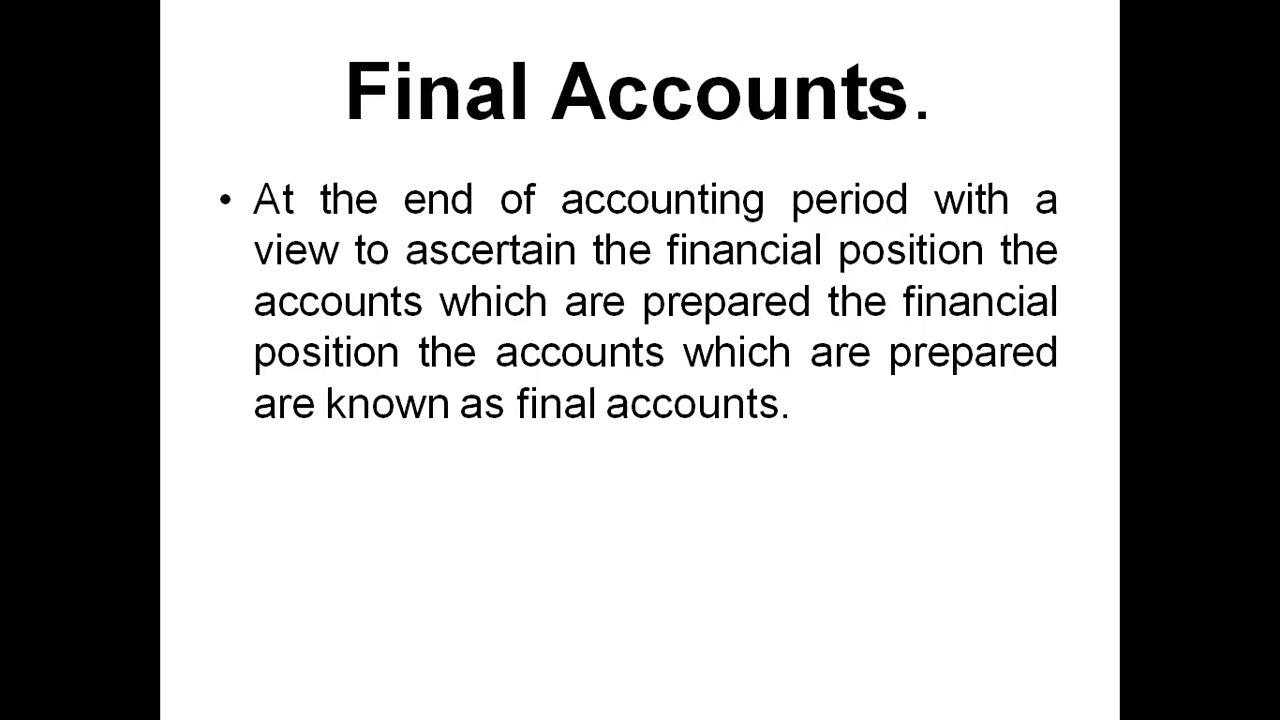 Final Accounts.
• At the end of accounting period with a
view to ascertain the financial position the
accounts which are prepared the financial
position the accounts which are prepared
are known as final accounts.